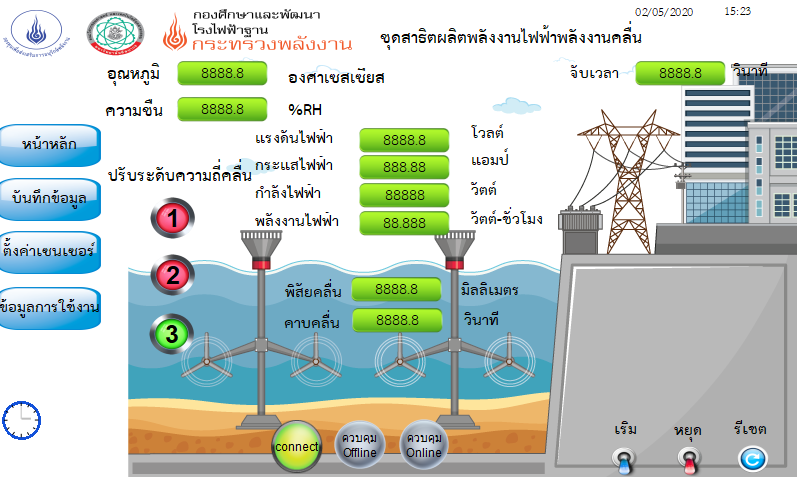 02/05/2020 15:23
กองศึกษาและพัฒนา
โรงไฟฟ้าฐาน
กระทรวงพลังงาน
ชุดสาธิตผลิตพลังงานไฟฟ้าพลังงานคลื่น
อุณหภูมิ 8888.8 องศาเซสเซียส
จับเวลา 8888.8 วินาที
ความชืน 8888.8 %RH
แรงดันไฟฟ้า 8888.8 โวลต์
กระแสไฟฟ้า 888.88 แอมป์
กำลังไฟฟ้า 88888 วัตต์
พลังงานไฟฟ้า 88.888 วัตต์-ชั่วโมง
หน้าหลัก
บันทึกข้อมูล
ตั้งค่าเซนเซอร์
ข้อมูลการใช้งาน
ปรับระดับความถี่คลื่น
1
2
3
พิสัยคลื่น 8888.8 มิลลิเมตร
คาบคลื่น 8888.8 วินาที
connect
ควบคุม
Offline
ควบคุม
Online
เริ่ม หยุด รีเซต